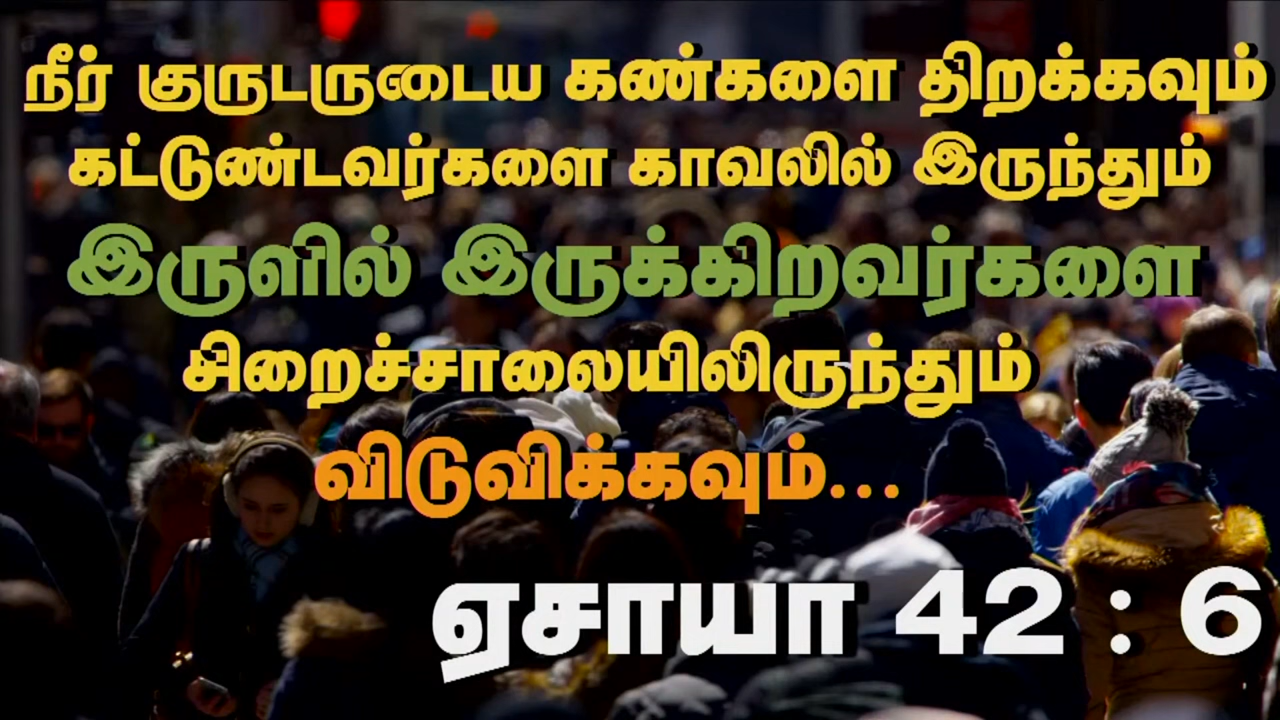 நீர் குருடருடைய கண்களை திறக்கவும்
கட்டுண்டவர்களை காவலில் இருந்தும்
இருளில் இருக்கிறவர்களை
சிறைச்சாலையிலிருந்தும்
விடுவிக்கவும்...
ஏசாயா 42 : 6